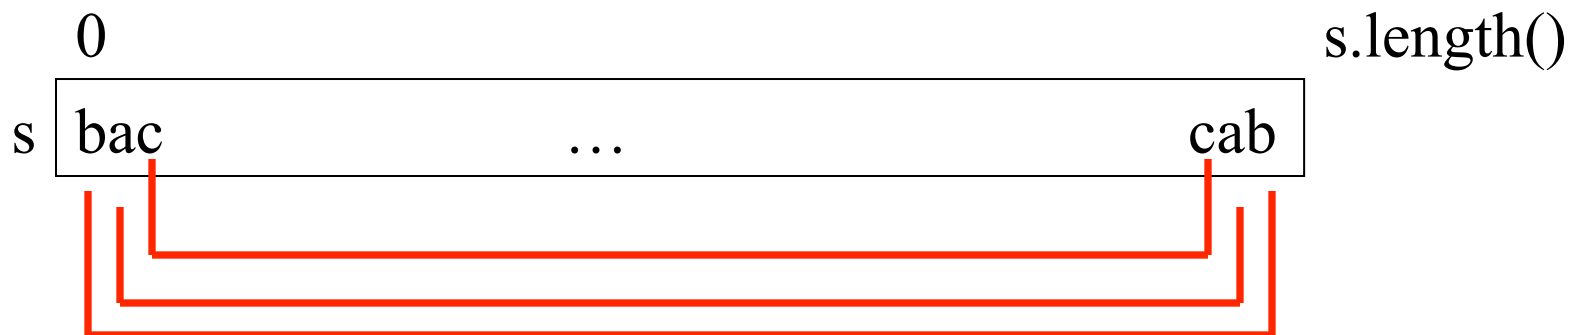 0 s.length()
s bac … cab